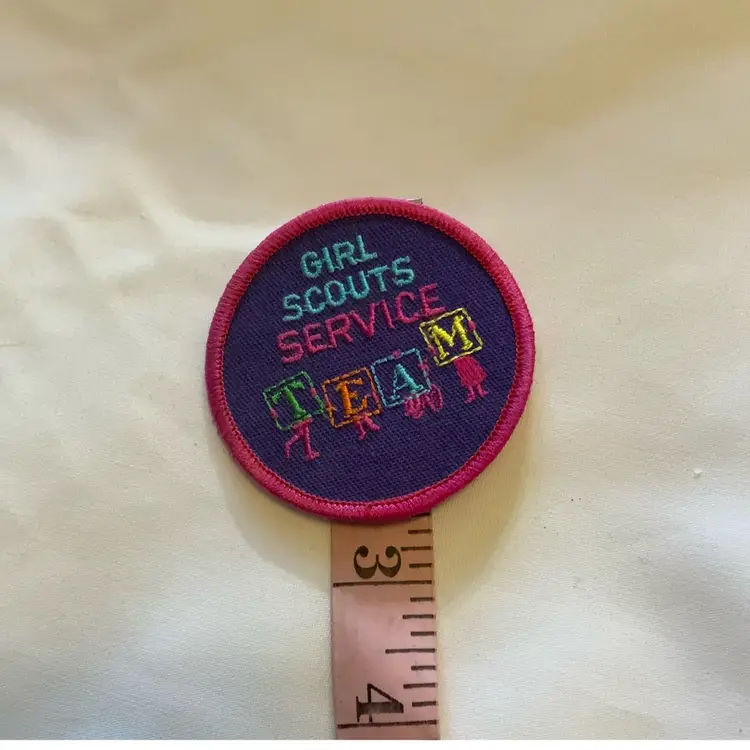 GIRL
SCOUTS
SERVICE
TEAM
3
4